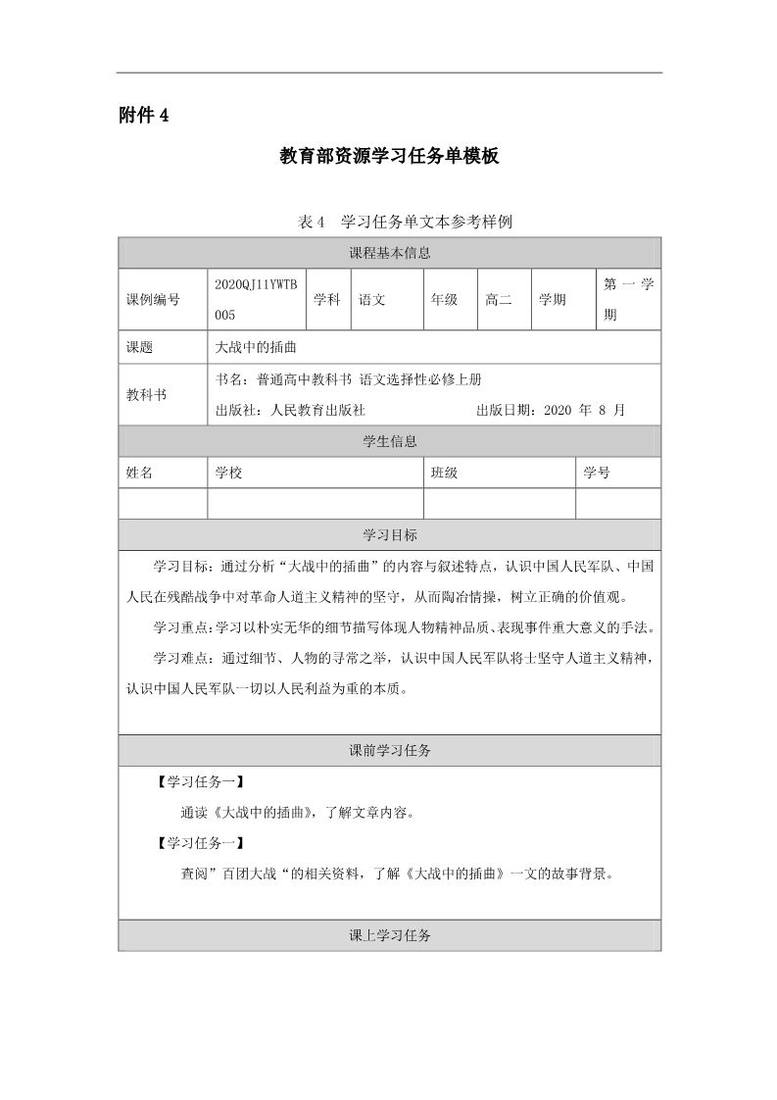 附件 4
教育部资源学习任务单模板
表 4 学习任务单文本参考样例
课程基本信息
课例编号 2020QJ11YWTB005 学科 语文 年级 高二 学期 第一学期
课题 大战中的插曲
教科书 书名：普通高中教科书 语文选择性必修上册
出版社：人民教育出版社 出版日期：2020 年 8 月
学生信息
姓名 学校 班级 学号
学习目标
学习目标：通过分析“大战中的插曲”的内容与叙述特点，认识中国人民军队、中国
人民在残酷战争中对革命人道主义精神的坚守，从而陶冶情操，树立正确的价值观。
学习重点：学习以朴实无华的细节描写体现人物精神品质、表现事件重大意义的手法。
学习难点：通过细节、人物的寻常之举，认识中国人民军队将士坚守人道主义精神，
认识中国人民军队一切以人民利益为重的本质。
课前学习任务
【学习任务一】
通读《大战中的插曲》，了解文章内容。
【学习任务一】
查阅”百团大战“的相关资料，了解《大战中的插曲》一文的故事背景。
课上学习任务